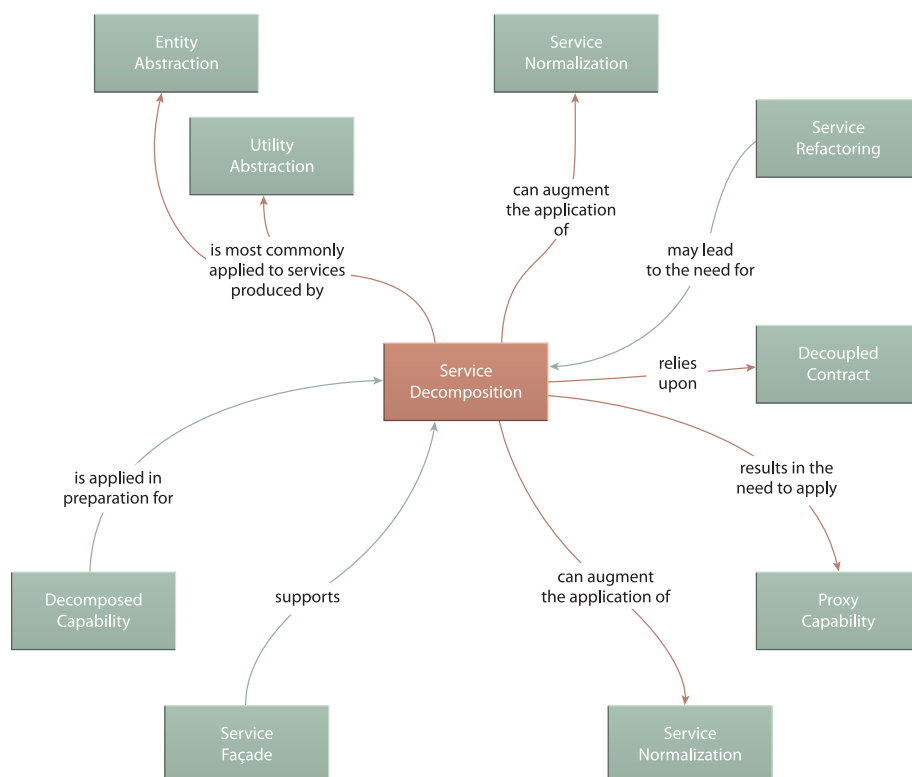 Entity
Abstraction
Service
Normalization
Utility
Abstraction
Service
Refactoring
can augment
the application
of
is most commonly
applied to services
produced by
may lead
to the need for
Service
Decomposition
relies
upon
Decoupled
Contract
is applied in
preparation for
results in the
need to apply
Decomposed
Capability
supports
can augment
the application of
Proxy
Capability
Service
Façade
Service
Normalization